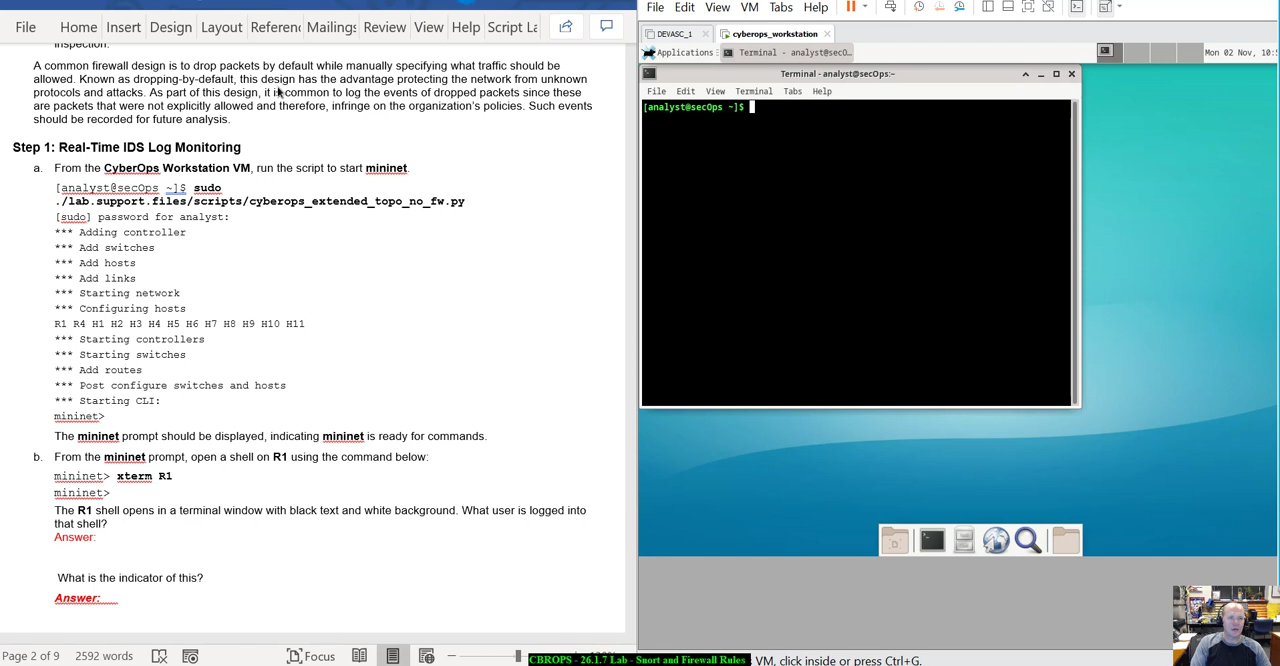 File Home Insert Design Layout Referenc Mailings Review View Help Script La
inspection.
A common firewall design is to drop packets by default while manually specifying what traffic should be
allowed. Known as dropping-by-default, this design has the advantage protecting the network from unknown
protocols and attacks. As part of this design, it is common to log the events of dropped packets since these
are packets that were not explicitly allowed and therefore, infringe on the organization's policies. Such events
should be recorded for future analysis.
Step 1: Real-Time IDS Log Monitoring
a. From the CyberOps Workstation VM, run the script to start mininet.
[analyst@secOps ~]$ sudo
./lab.support.files/scripts/cyberops_extended_topo_no_fw.py
[sudo] password for analyst:
*** Adding controller
*** Add switches
*** Add hosts
*** Add links
*** Starting network
*** Configuring hosts
R1 R4 H1 H2 H3 H4 H5 H6 H7 H8 H9 H10 H11
*** Starting controllers
*** Starting switches
*** Add routes
*** Post configure switches and hosts
*** Starting CLI:
mininet>
The mininet prompt should be displayed, indicating mininet is ready for commands.
b. From the mininet prompt, open a shell on R1 using the command below:
mininet> xterm R1
mininet>
The R1 shell opens in a terminal window with black text and white background. What user is logged into
that shell?
Answer:
What is the indicator of this?
Answer:
Page 2 of 9 2592 words Focus
File Edit View VM Tabs Help
DEVASC_1 cyberops_workstation
Applications Terminal - analyst@secO...
Mon 02 Nov, 10:
Terminal - analyst@secOps:~
File Edit View Terminal Tabs Help
[analyst@secOps ~]$
CBROPS - 26.1.7 Lab - Snort and Firewall Rules
VM, click inside or press Ctrl+G.